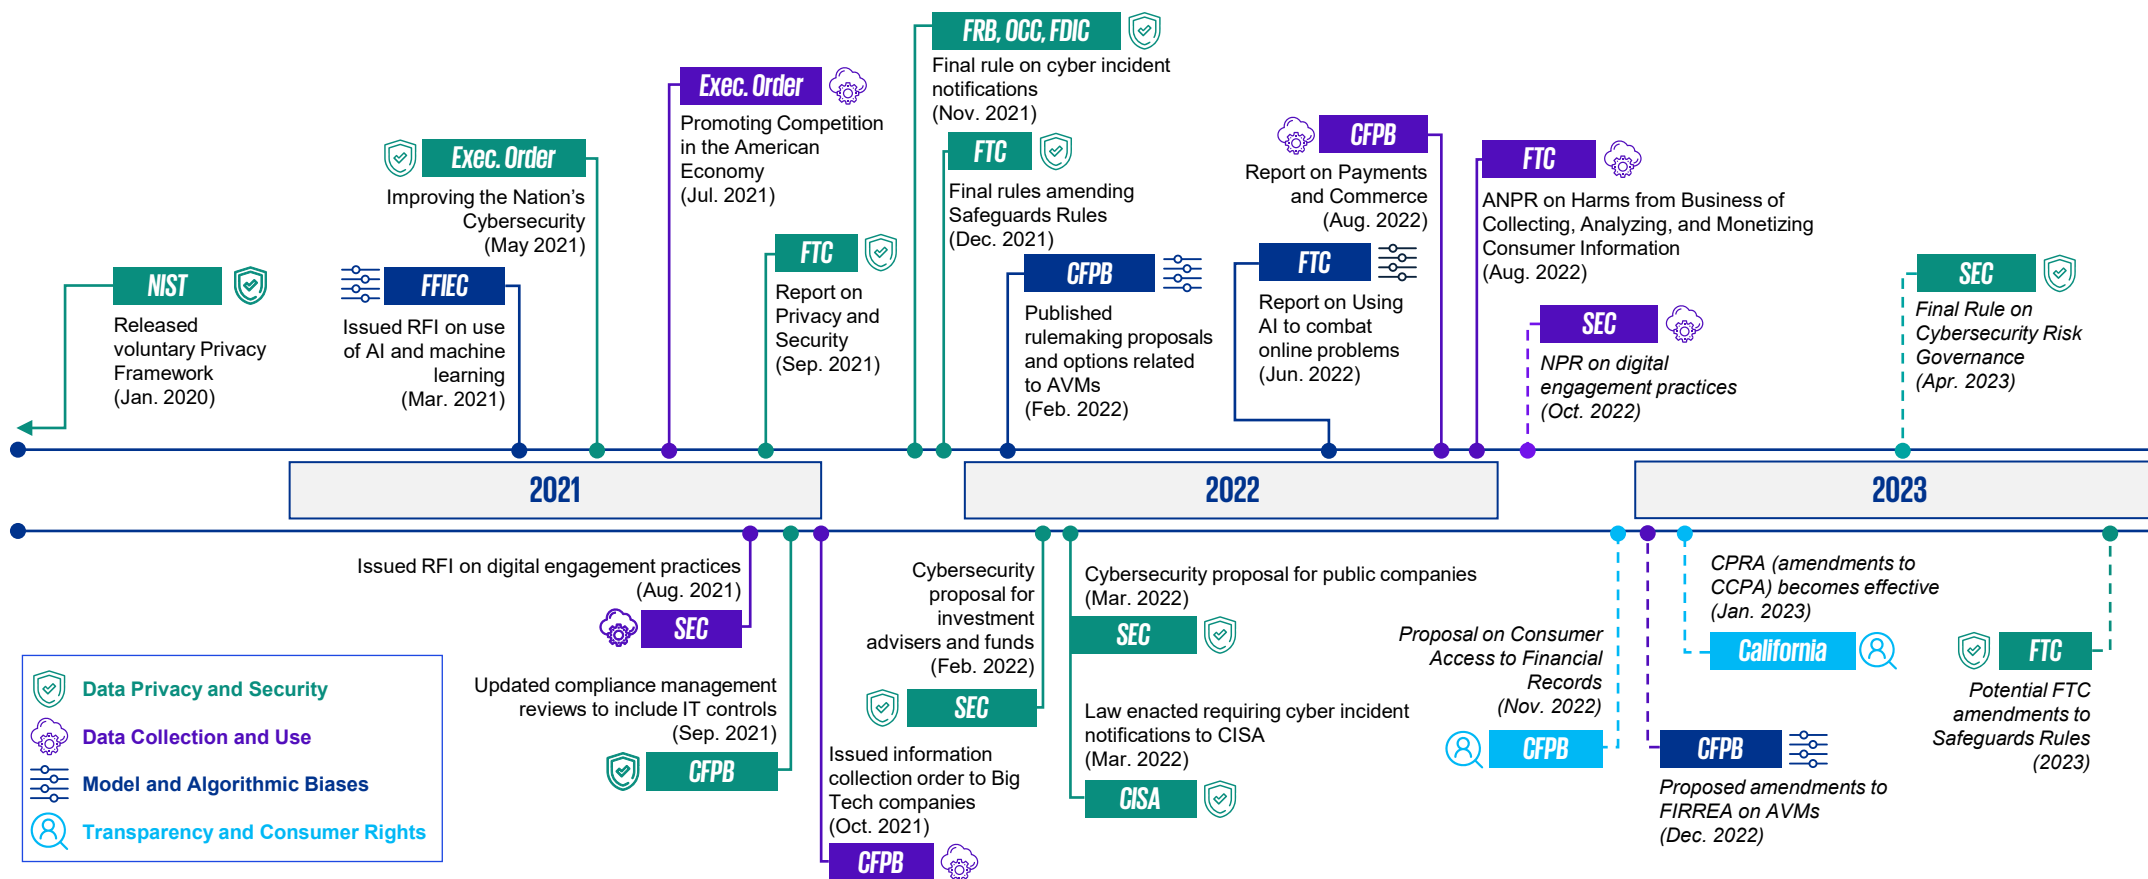 FRB, OCC, FDIC
Final rule on cyber incident
notifications
(Nov. 2021)
Exec. Order
Promoting Competition
in the American
Economy
(Jul. 2021)
Exec. Order
Improving the Nation's
Cybersecurity
(May 2021)
FTC
Final rules amending
Safeguards Rules
(Dec. 2021)
CFPB
Report on Payments
and Commerce
(Aug. 2022)
FTC
ANPR on Harms from Business of
Collecting, Analyzing, and Monetizing
Consumer Information
(Aug. 2022)
NIST
Released
voluntary Privacy
Framework
(Jan. 2020)
FFIEC
Issued RFI on use
of AI and machine
learning
(Mar. 2021)
FTC
Report on
Privacy and
Security
(Sep. 2021)
CFPB
Published
rulemaking proposals
and options related
to AVMs
(Feb. 2022)
FTC
Report on Using
AI to combat
online problems
(Jun. 2022)
SEC
NPR on digital
engagement practices
(Oct. 2022)
SEC
Final Rule on
Cybersecurity Risk
Governance
(Apr. 2023)
2021
2022
2023
Issued RFI on digital engagement practices
(Aug. 2021)
SEC
Updated compliance management
reviews to include IT controls
(Sep. 2021)
CFPB
Issued information
collection order to Big
Tech companies
(Oct. 2021)
CFPB
Cybersecurity
proposal for
investment
advisers and funds
(Feb. 2022)
SEC
Cybersecurity proposal for public companies
(Mar. 2022)
SEC
Law enacted requiring cyber incident
notifications to CISA
(Mar. 2022)
CISA
Proposal on Consumer
Access to Financial
Records
(Nov. 2022)
CFPB
CPRA (amendments to
CCPA) becomes effective
(Jan. 2023)
California
CFPB
Proposed amendments to
FIRREA on AVMs
(Dec. 2022)
FTC
Potential FTC
amendments to
Safeguards Rules
(2023)
Data Privacy and Security
Data Collection and Use
Model and Algorithmic Biases
Transparency and Consumer Rights